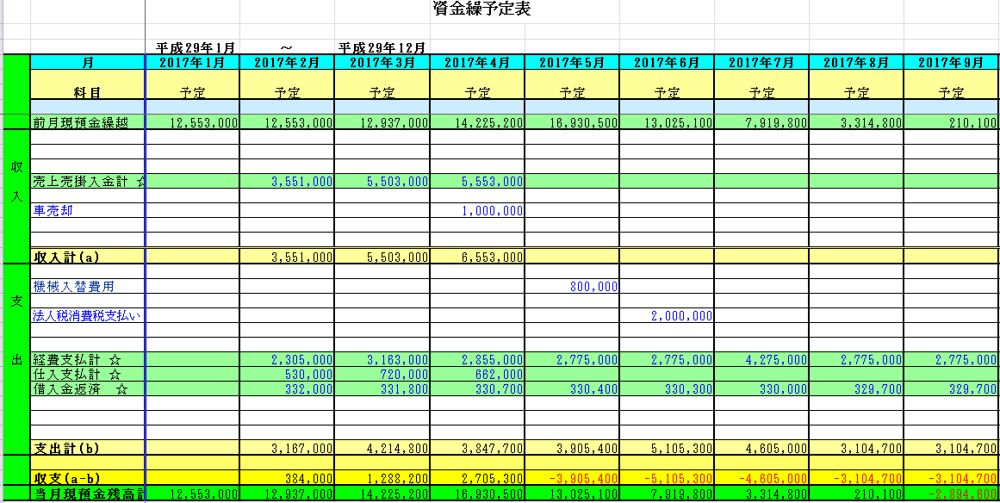 資金繰予定表
平成29年1月 ～ 平成29年12月
月 2017年1月 2017年2月 2017年3月 2017年4月 2017年5月 2017年6月 2017年7月 2017年8月 2017年9月
科目 予定 予定 予定 予定 予定 予定 予定 予定 予定
前月現預金繰越 12,553,000 12,553,000 12,937,000 14,225,200 16,930,500 13,025,100 7,919,800 3,314,800 210,100
収
売上売掛入金計 ☆ 3,551,000 5,503,000 5,553,000
入
車売却 1,000,000
収入計(a) 3,551,000 5,503,000 6,553,000
機械入替費用 800,000
支
法人税消費税支払い 2,000,000
出 経費支払計 ☆ 2,305,000 3,163,000 2,855,000 2,775,000 2,775,000 4,275,000 2,775,000 2,775,000
仕入支払計 ☆ 530,000 720,000 662,000
借入金返済 ☆ 332,000 331,800 330,700 330,400 330,300 330,000 329,700 329,700
支出計(b) 3,167,000 4,214,800 3,847,700 3,905,400 5,105,300 4,605,000 3,104,700 3,104,700
収支(a-b) 384,000 1,288,200 2,705,300 -3,905,400 -5,105,300 -4,605,000 -3,104,700 -3,104,700
当月現預金残高計 12,553,000 12,937,000 14,225,200 16,930,500 13,025,100 7,919,800 3,314,800 210,100 -2,894,600